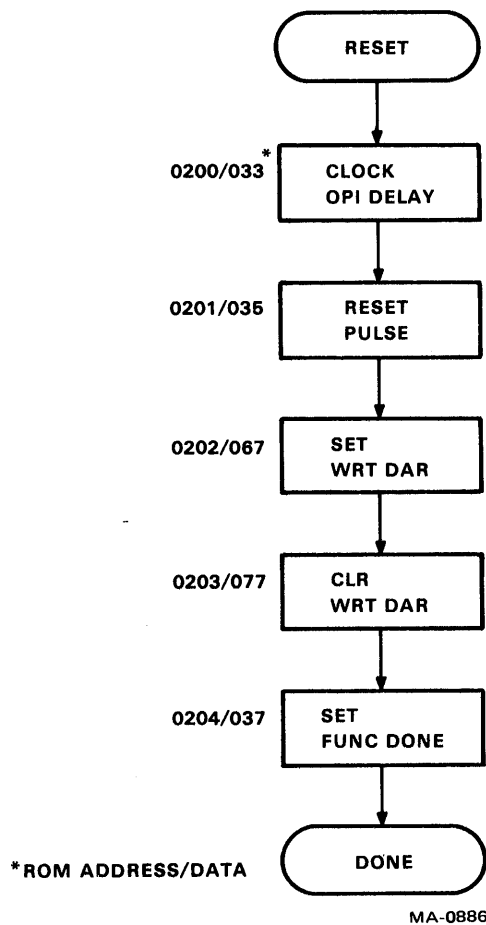 RESET
0200/033*
CLOCK
OPI DELAY
0201/035
RESET
PULSE
0202/067
SET
WRT DAR
0203/077
CLR
WRT DAR
0204/037
SET
FUNC DONE
DONE
*ROM ADDRESS/DATA
MA-0886